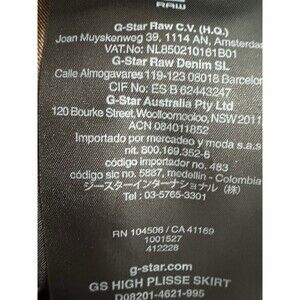 RAW
G-Star Raw C.V. (H.Q.)
Joan Muyskenweg 39, 1114 AN, Amsterdam
VAT.No: NL850210161B01
G-Star Raw Denim SL
Calle Almogavares 119-123 08018 Barcelon
CIF No: ES B 62443247
G-Star Australia Pty Ltd
120 Bourke Street, Woolloomooloo, NSW2011
ACN 084011852
Importado por mercadeo y moda s.a.s
nit. 800.169.352-6
código importador no. 483
código sic no. 5887, medellin - Colombia
ジースターインターナショナル (株)
Tel: 03-5765-3301
RN 104506 / CA 41169
1001527
412228
g-star.com
GS HIGH PLISSE SKIRT
D08201-4621-995